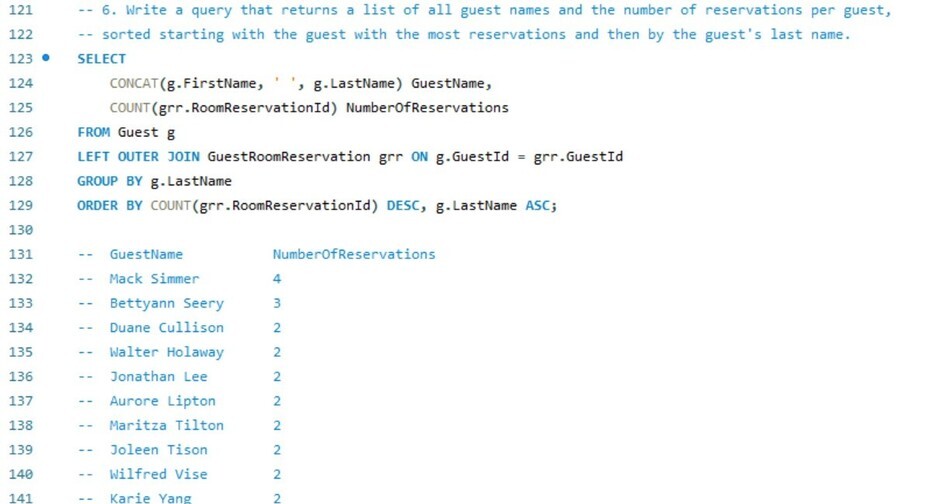 121 -- 6. Write a query that returns a list of all guest names and the number of reservations per guest,
122 -- sorted starting with the guest with the most reservations and then by the guest's last name.
123 SELECT
124 CONCAT(g.FirstName, ' ', g.LastName) GuestName,
125 COUNT(grr.RoomReservationId) NumberOfReservations
126 FROM Guest g
127 LEFT OUTER JOIN GuestRoomReservation grr ON g.GuestId = grr.GuestId
128 GROUP BY g.LastName
129 ORDER BY COUNT(grr.RoomReservationId) DESC, g.LastName ASC;
130
131 -- GuestName NumberOfReservations
132 -- Mack Simmer 4
133 -- Bettyann Seery 3
134 -- Duane Cullison 2
135 -- Walter Holaway 2
136 -- Jonathan Lee 2
137 -- Aurore Lipton 2
138 -- Maritza Tilton 2
139 -- Joleen Tison 2
140 -- Wilfred Vise 2
141 -- Karie Yang 2